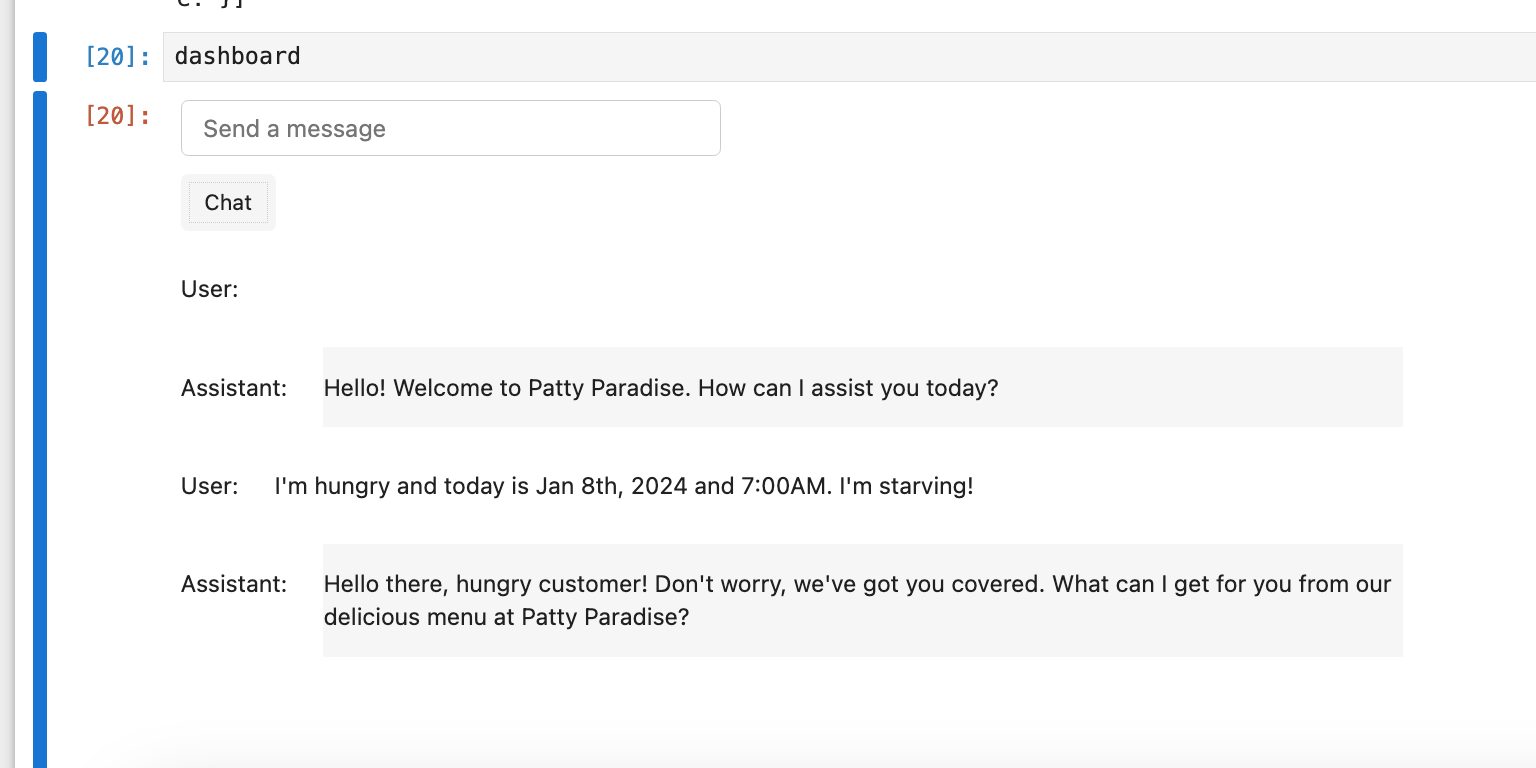 [20]: dashboard
[20]:
Send a message
Chat
User:
Assistant: Hello! Welcome to Patty Paradise. How can I assist you today?
User: I'm hungry and today is Jan 8th, 2024 and 7:00AM. I'm starving!
Assistant: Hello there, hungry customer! Don't worry, we've got you covered. What can I get for you from our
delicious menu at Patty Paradise?